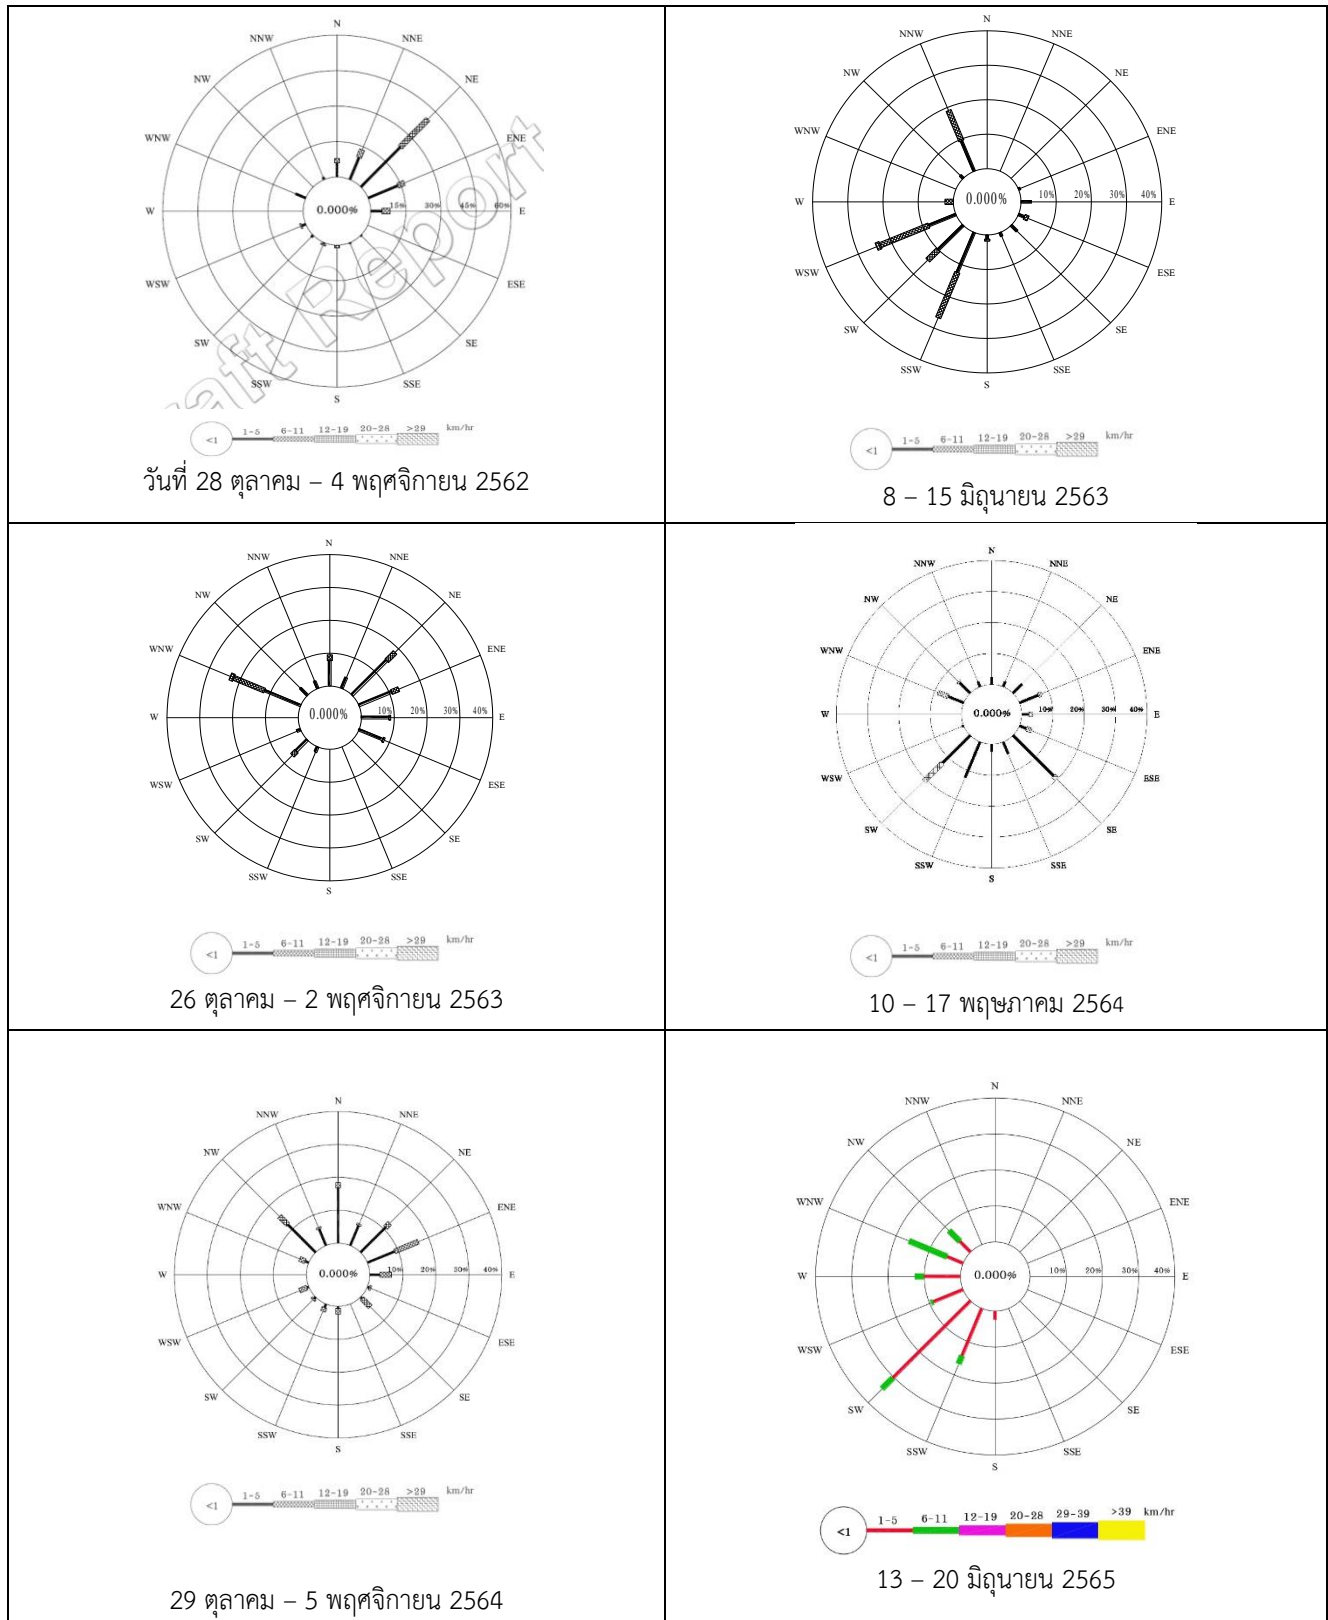 N
NNW NNE
NW NE
WNW ENE
W 0.000% 15% 30% 45% 60% E
WSW ESE
SW SE
SSW SSE
S
Draft Report
<1 1-5 6-11 12-19 20-28 >29 km/hr
วันที่ 28 ตุลาคม – 4 พฤศจิกายน 2562
N
NNW NNE
NW NE
WNW ENE
W 0.000% 10% 20% 30% 40% E
WSW ESE
SW SE
SSW SSE
S
<1 1-5 6-11 12-19 20-28 >29 km/hr
8 – 15 มิถุนายน 2563
N
NNW NNE
NW NE
WNW ENE
W 0.000% 10% 20% 30% 40% E
WSW ESE
SW SE
SSW SSE
S
<1 1-5 6-11 12-19 20-28 >29 km/hr
26 ตุลาคม – 2 พฤศจิกายน 2563
N
NNW NNE
NW NE
WNW ENE
W 0.000% 10% 20% 30% 40% E
WSW ESE
SW SE
SSW SSE
S
<1 1-5 6-11 12-19 20-28 >29 km/hr
10 – 17 พฤษภาคม 2564
N
NNW NNE
NW NE
WNW ENE
W 0.000% 10% 20% 30% 40% E
WSW ESE
SW SE
SSW SSE
S
<1 1-5 6-11 12-19 20-28 >29 km/hr
29 ตุลาคม – 5 พฤศจิกายน 2564
N
NNW NNE
NW NE
WNW ENE
W 0.000% 10% 20% 30% 40% E
WSW ESE
SW SE
SSW SSE
S
<1 1-5 6-11 12-19 20-28 29-39 >39 km/hr
13 – 20 มิถุนายน 2565